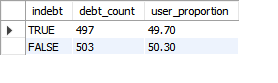 indebt debt_count user_proportion
TRUE 497 49.70
FALSE 503 50.30